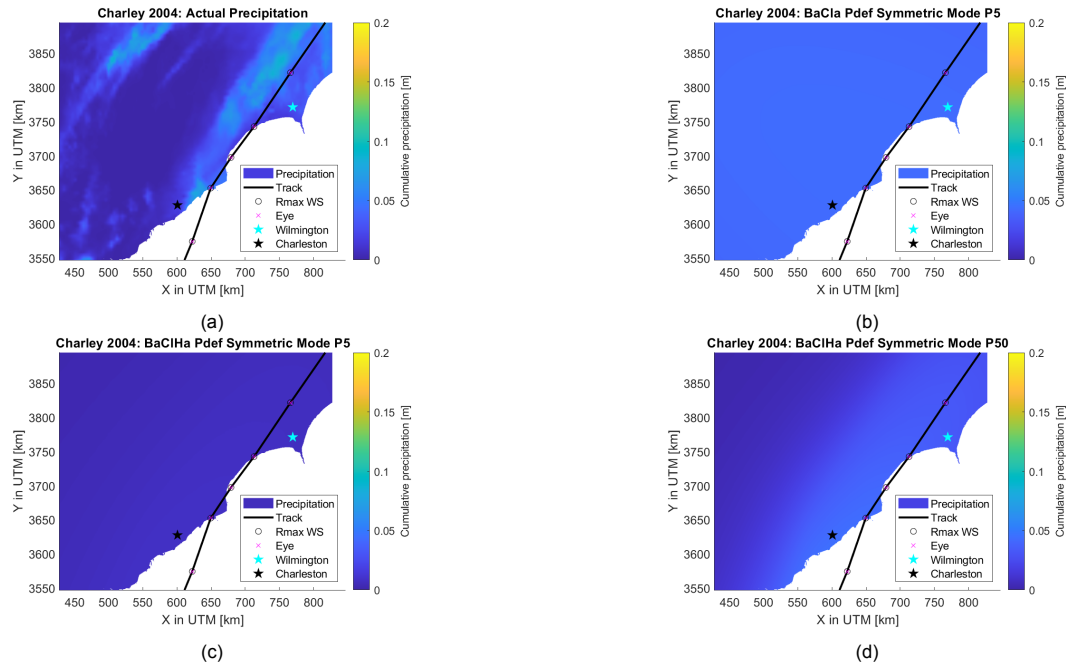 Charley 2004: Actual Precipitation
3850
3800
3750
3700
3650
3600
3550
Y in UTM [km]
450 500 550 600 650 700 750 800
X in UTM [km]
0.2
0.15
0.1
0.05
0
Cumulative precipitation [m]
Precipitation
Track
Rmax WS
Eye
Wilmington
Charleston
(a)
Charley 2004: BaCla Pdef Symmetric Mode P5
3850
3800
3750
3700
3650
3600
3550
Y in UTM [km]
450 500 550 600 650 700 750 800
X in UTM [km]
0.2
0.15
0.1
0.05
0
Cumulative precipitation [m]
Precipitation
Track
Rmax WS
Eye
Wilmington
Charleston
(b)
Charley 2004: BaClHa Pdef Symmetric Mode P5
3850
3800
3750
3700
3650
3600
3550
Y in UTM [km]
450 500 550 600 650 700 750 800
X in UTM [km]
0.2
0.15
0.1
0.05
0
Cumulative precipitation [m]
Precipitation
Track
Rmax WS
Eye
Wilmington
Charleston
(c)
Charley 2004: BaClHa Pdef Symmetric Mode P50
3850
3800
3750
3700
3650
3600
3550
Y in UTM [km]
450 500 550 600 650 700 750 800
X in UTM [km]
0.2
0.15
0.1
0.05
0
Cumulative precipitation [m]
Precipitation
Track
Rmax WS
Eye
Wilmington
Charleston
(d)